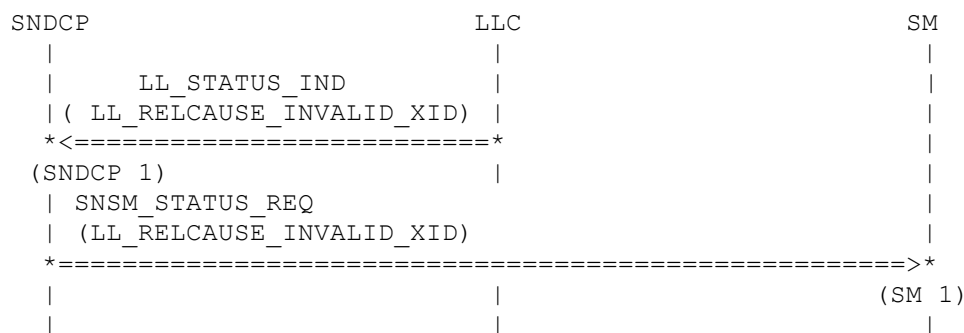 SNDCP                         LLC                          SM
  |                            |                           |
  |     LL_STATUS_IND          |                           |
  |( LL_RELCAUSE_INVALID_XID)  |                           |
  *<==========================*                           |
 (SNDCP 1)                     |                           |
  | SNSM_STATUS_REQ                                        |
  | (LL_RELCAUSE_INVALID_XID)                              |
  *=====================================================>*
  |                            |                        (SM 1)
  |                            |                           |